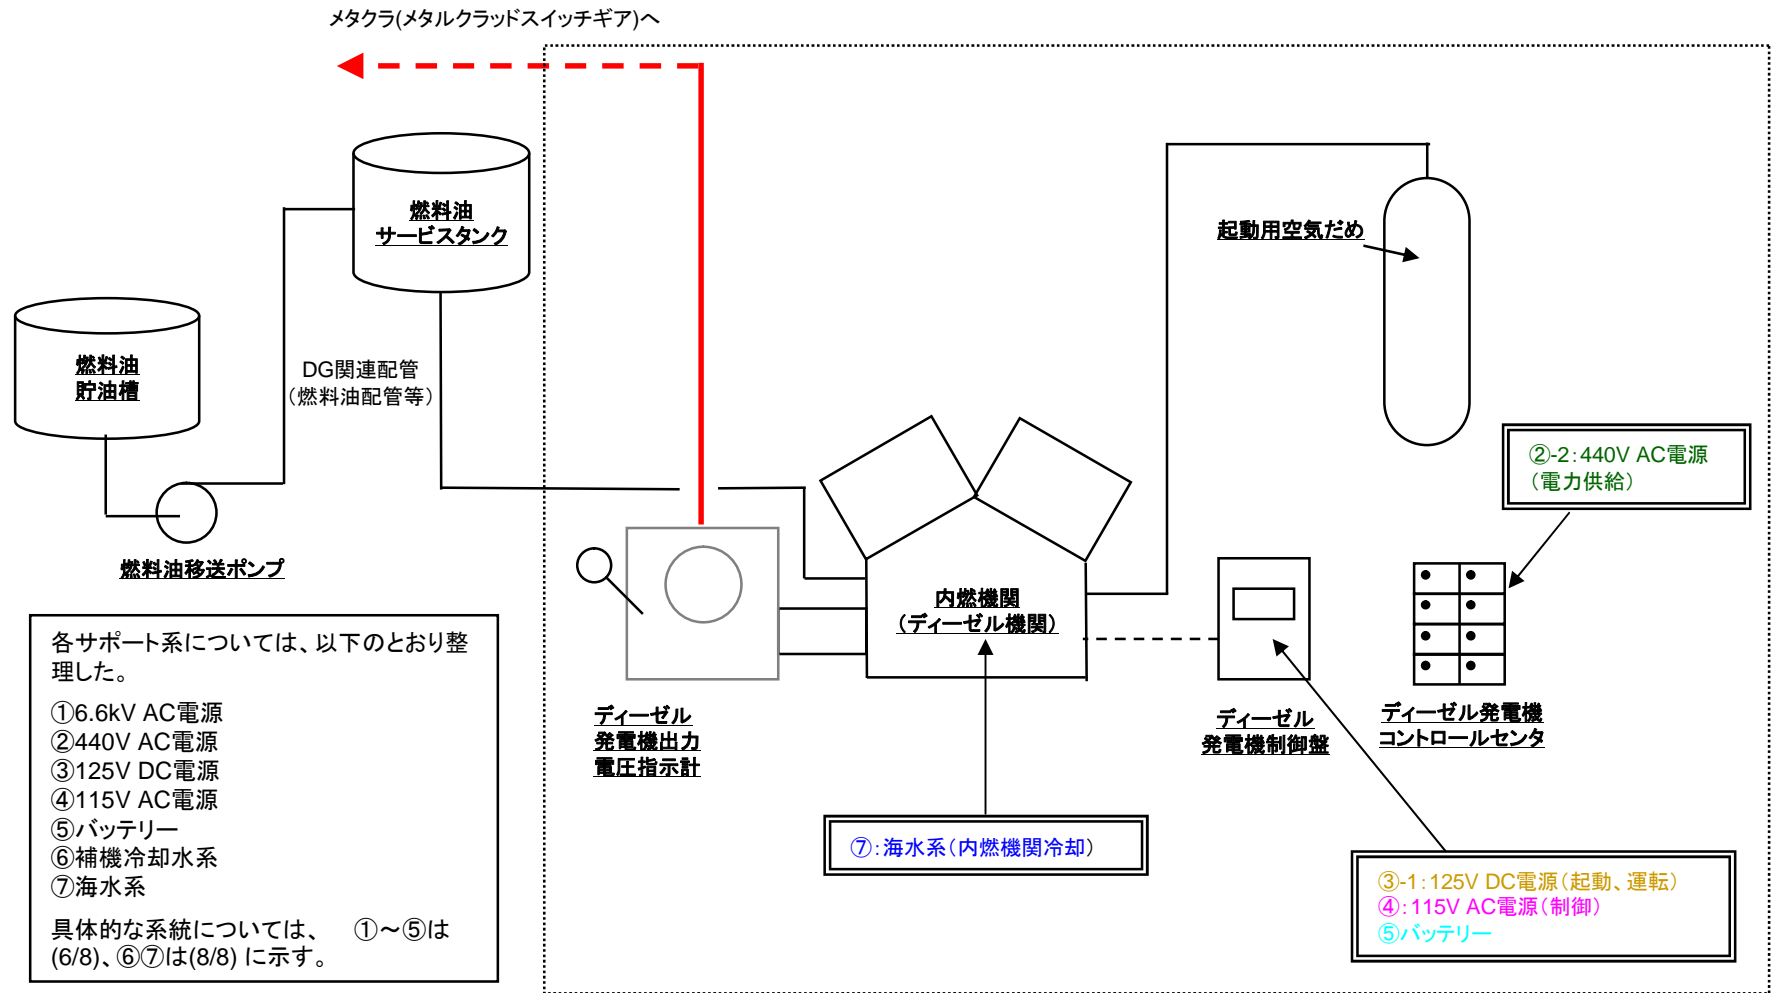 メタクラ(メタルクラッドスイッチギア)へ
燃料油
サービスタンク
起動用空気だめ
燃料油
貯油槽
DG関連配管
(燃料油配管等)
②-2:440V AC電源
(電力供給)
燃料油移送ポンプ
内燃機関
(ディーゼル機関)
ディーゼル
発電機出力
電圧指示計
ディーゼル
発電機制御盤
ディーゼル発電機
コントロールセンタ
各サポート系については、以下のとおり整
理した。
①6.6kV AC電源
②440V AC電源
③125V DC電源
④115V AC電源
⑤バッテリー
⑥補機冷却水系
⑦海水系
具体的な系統については、 ①~⑤は
(6/8)、⑥⑦は(8/8) に示す。
⑦:海水系(内燃機関冷却)
③-1:125V DC電源(起動、運転)
④:115V AC電源(制御)
⑤バッテリー